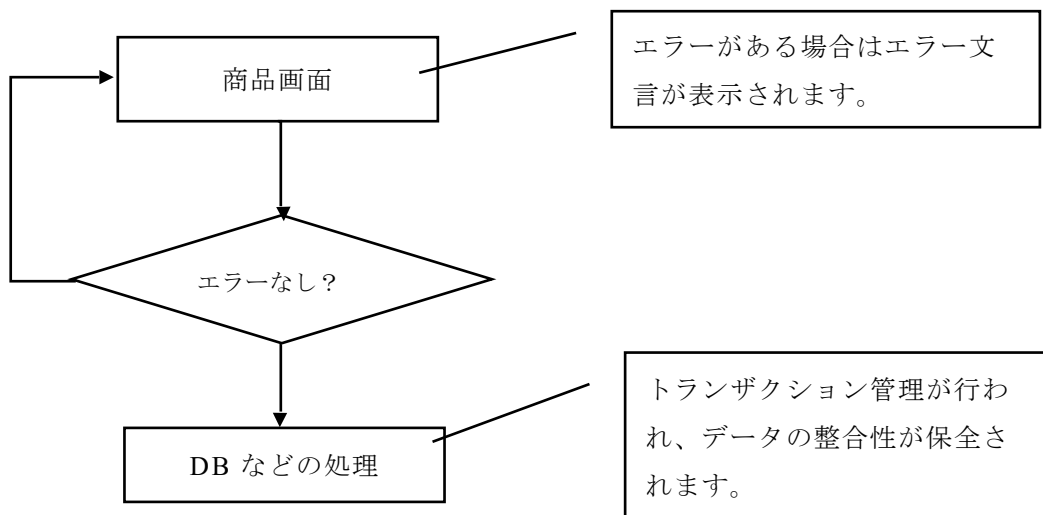 商品画面
エラーがある場合はエラー文
言が表示されます。
エラーなし？
トランザクション管理が行わ
れ、データの整合性が保全さ
れます。
DB などの処理